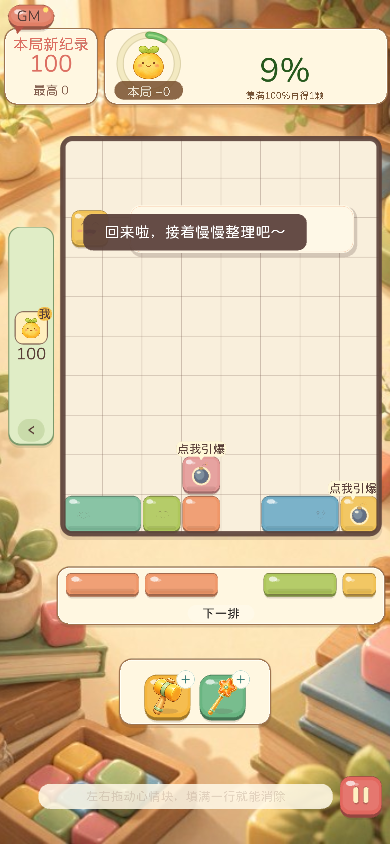 GM
本局新纪录
100
最高 0
本局 -0
9%
集满100%可得1颗
回来啦，接着慢慢整理吧～
我
100
<
点我引爆
点我引爆
下一排
左右拖动心情块，填满一行就能消除